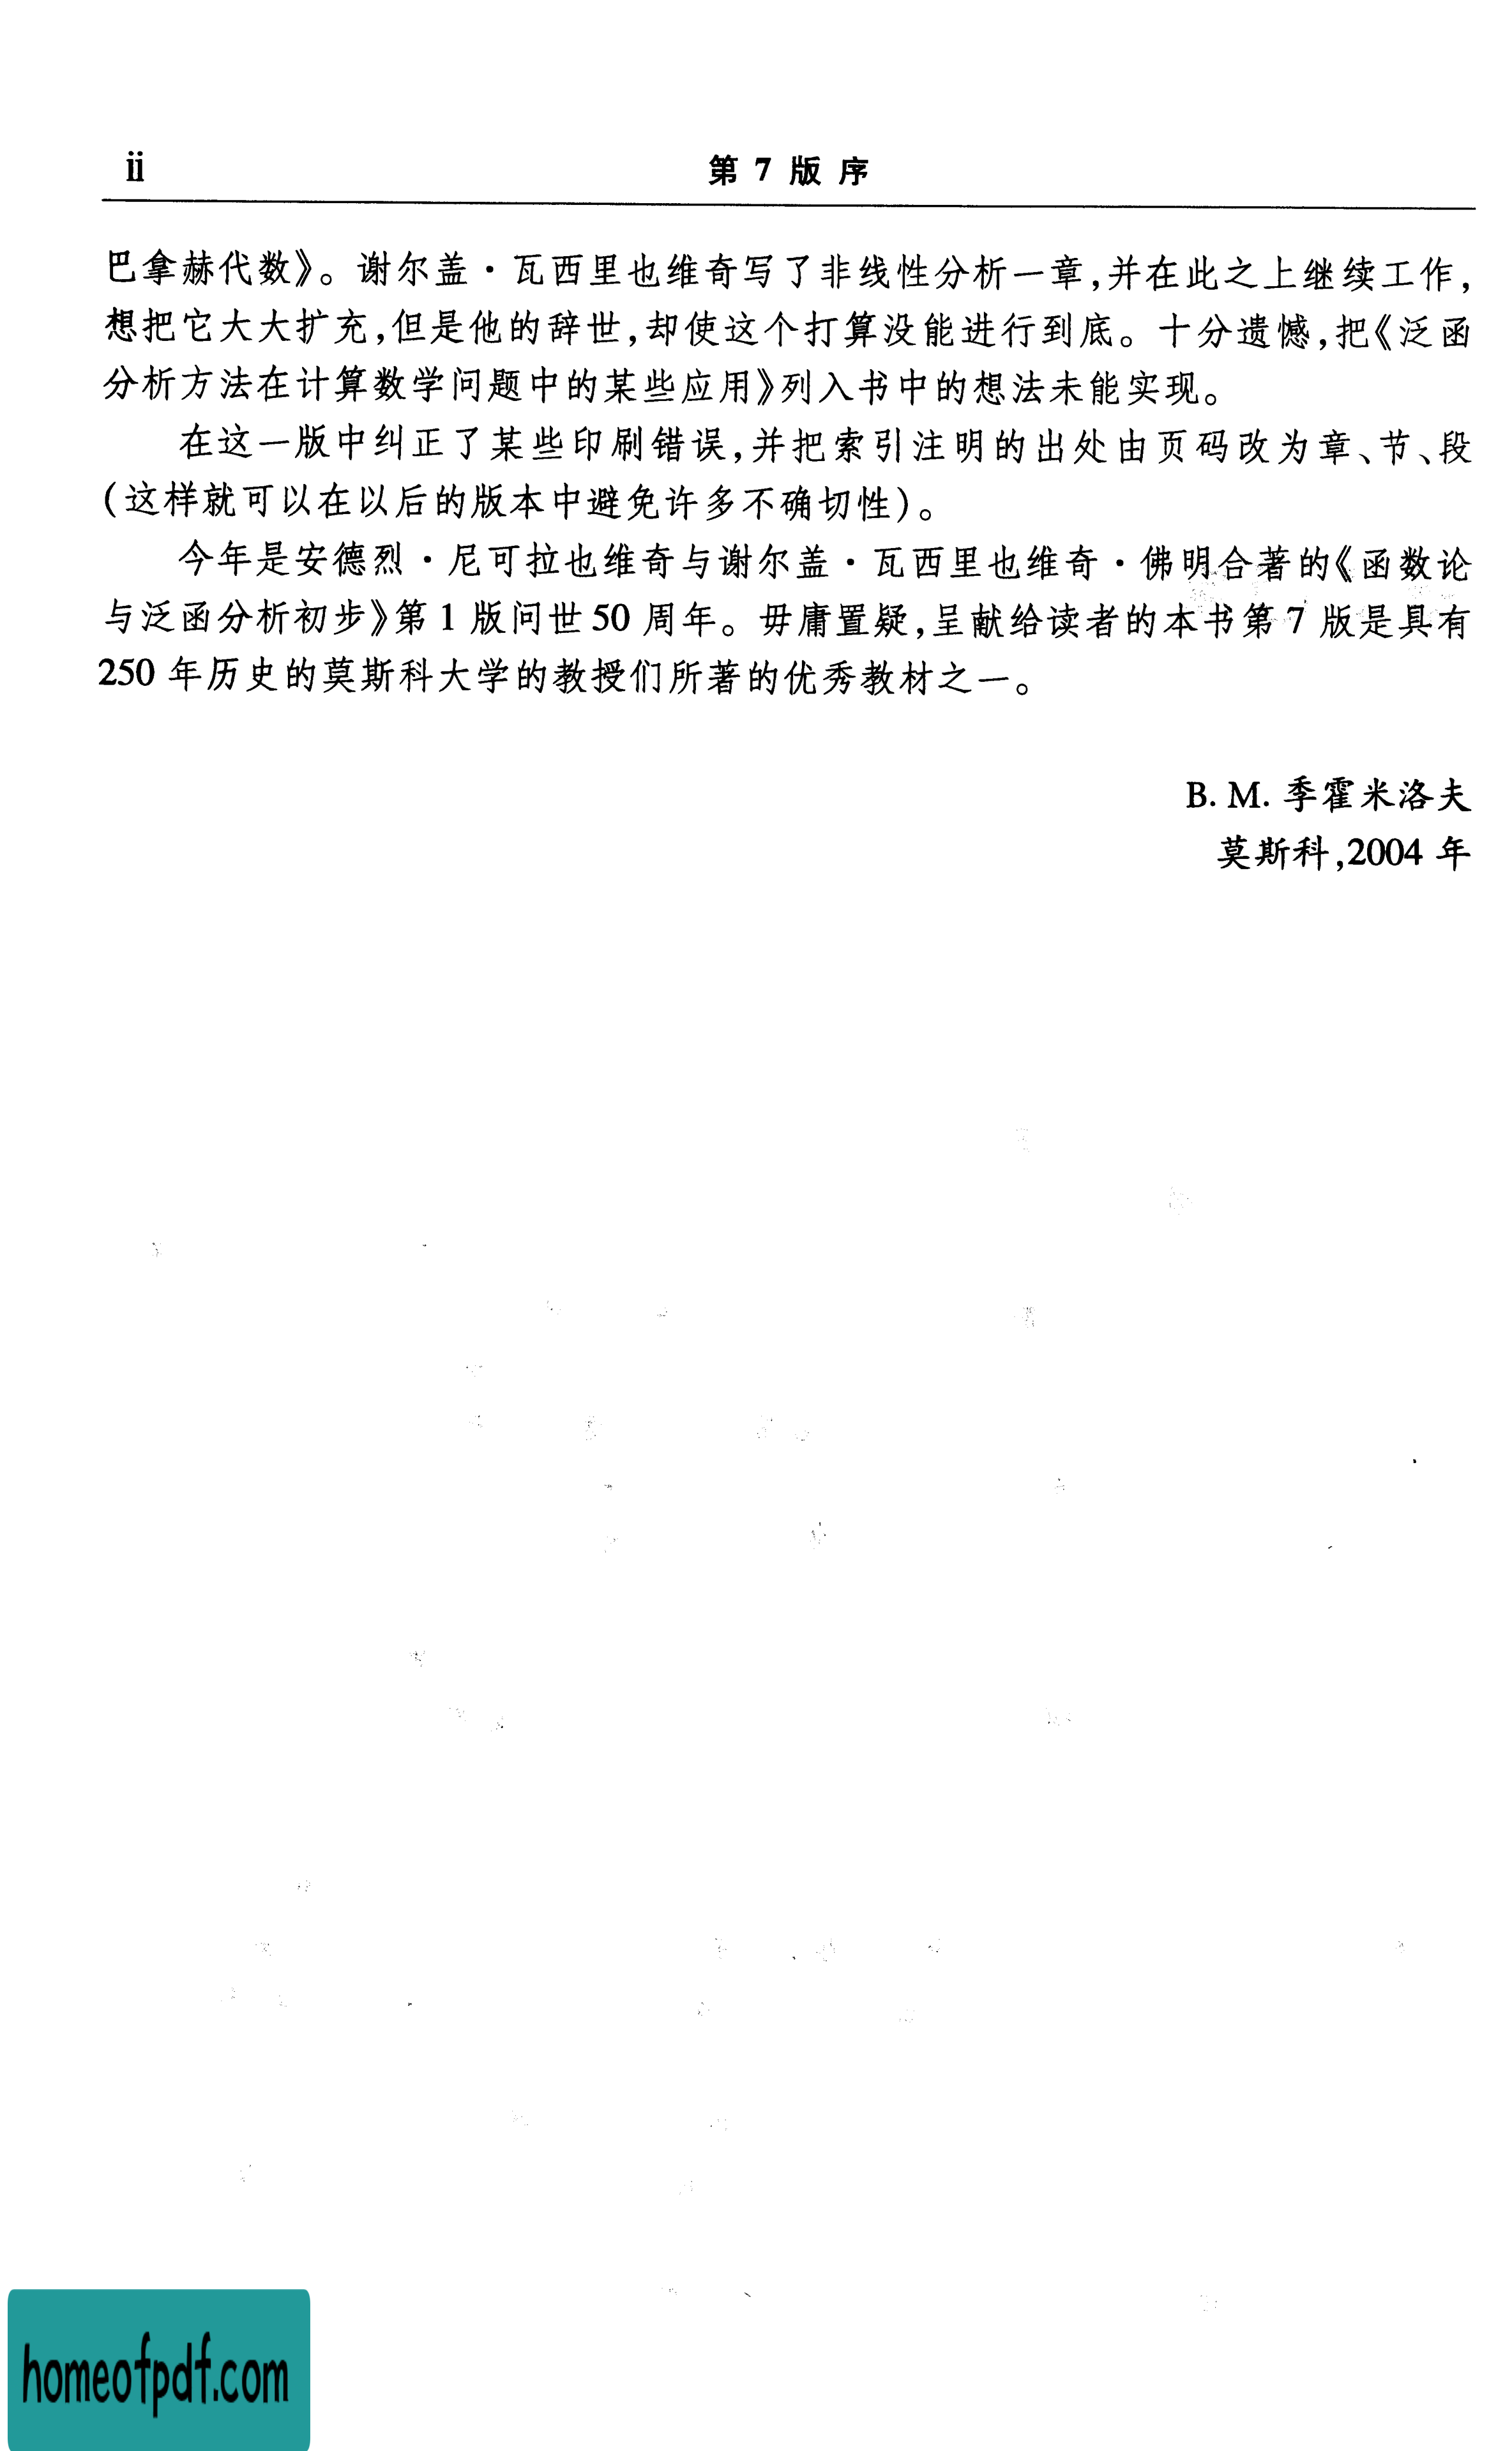 ii
第 7 版 序
巴拿赫代数》。谢尔盖·瓦西里也维奇写了非线性分析一章,并在此之上继续工作,
想把它大大扩充,但是他的辞世,却使这个打算没能进行到底。十分遗憾,把《泛函
分析方法在计算数学问题中的某些应用》列入书中的想法未能实现。
在这一版中纠正了某些印刷错误,并把索引注明的出处由页码改为章、节、段
(这样就可以在以后的版本中避免许多不确切性)。
今年是安德烈·尼可拉也维奇与谢尔盖·瓦西里也维奇·佛明合著的《函数论
与泛函分析初步》第 1 版问世 50 周年。毋庸置疑,呈献给读者的本书第 7 版是具有
250 年历史的莫斯科大学的教授们所著的优秀教材之一。
B. M. 季霍米洛夫
莫斯科,2004 年
homeofpdf.com